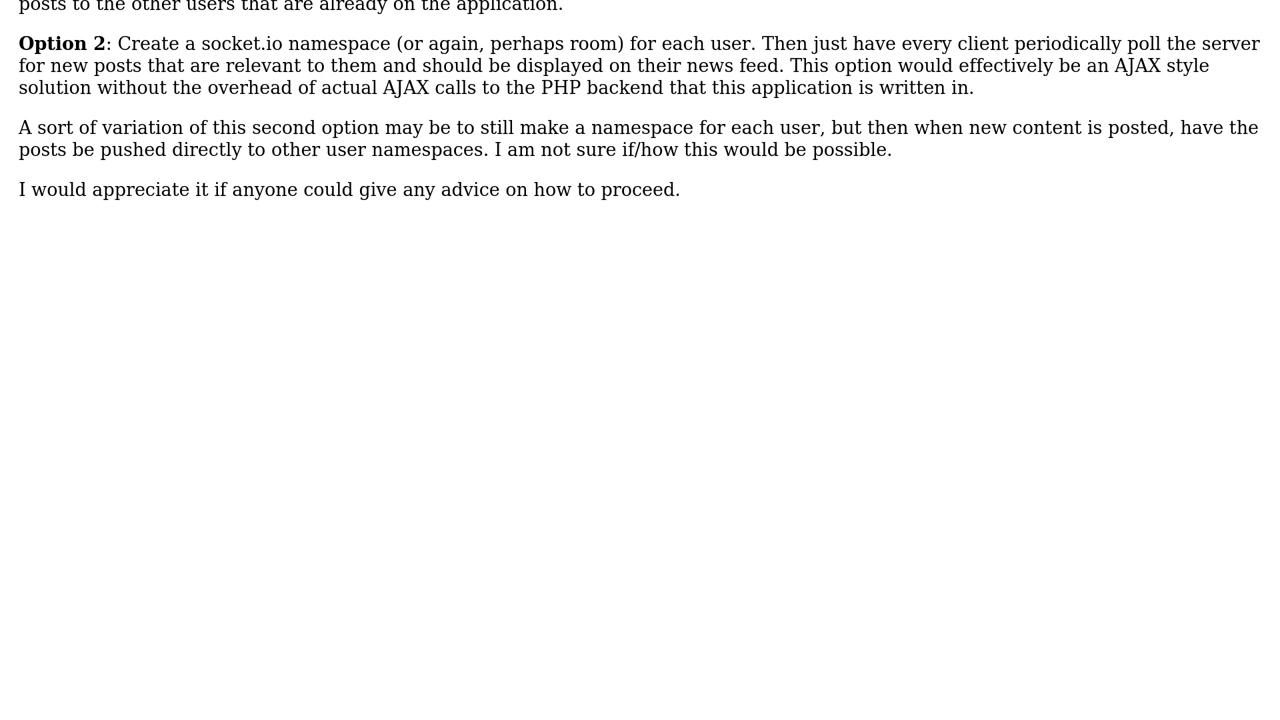 posts to the other users that are already on the application.
Option 2: Create a socket.io namespace (or again, perhaps room) for each user. Then just have every client periodically poll the server
for new posts that are relevant to them and should be displayed on their news feed. This option would effectively be an AJAX style
solution without the overhead of actual AJAX calls to the PHP backend that this application is written in.
A sort of variation of this second option may be to still make a namespace for each user, but then when new content is posted, have the
posts be pushed directly to other user namespaces. I am not sure if/how this would be possible.
I would appreciate it if anyone could give any advice on how to proceed.